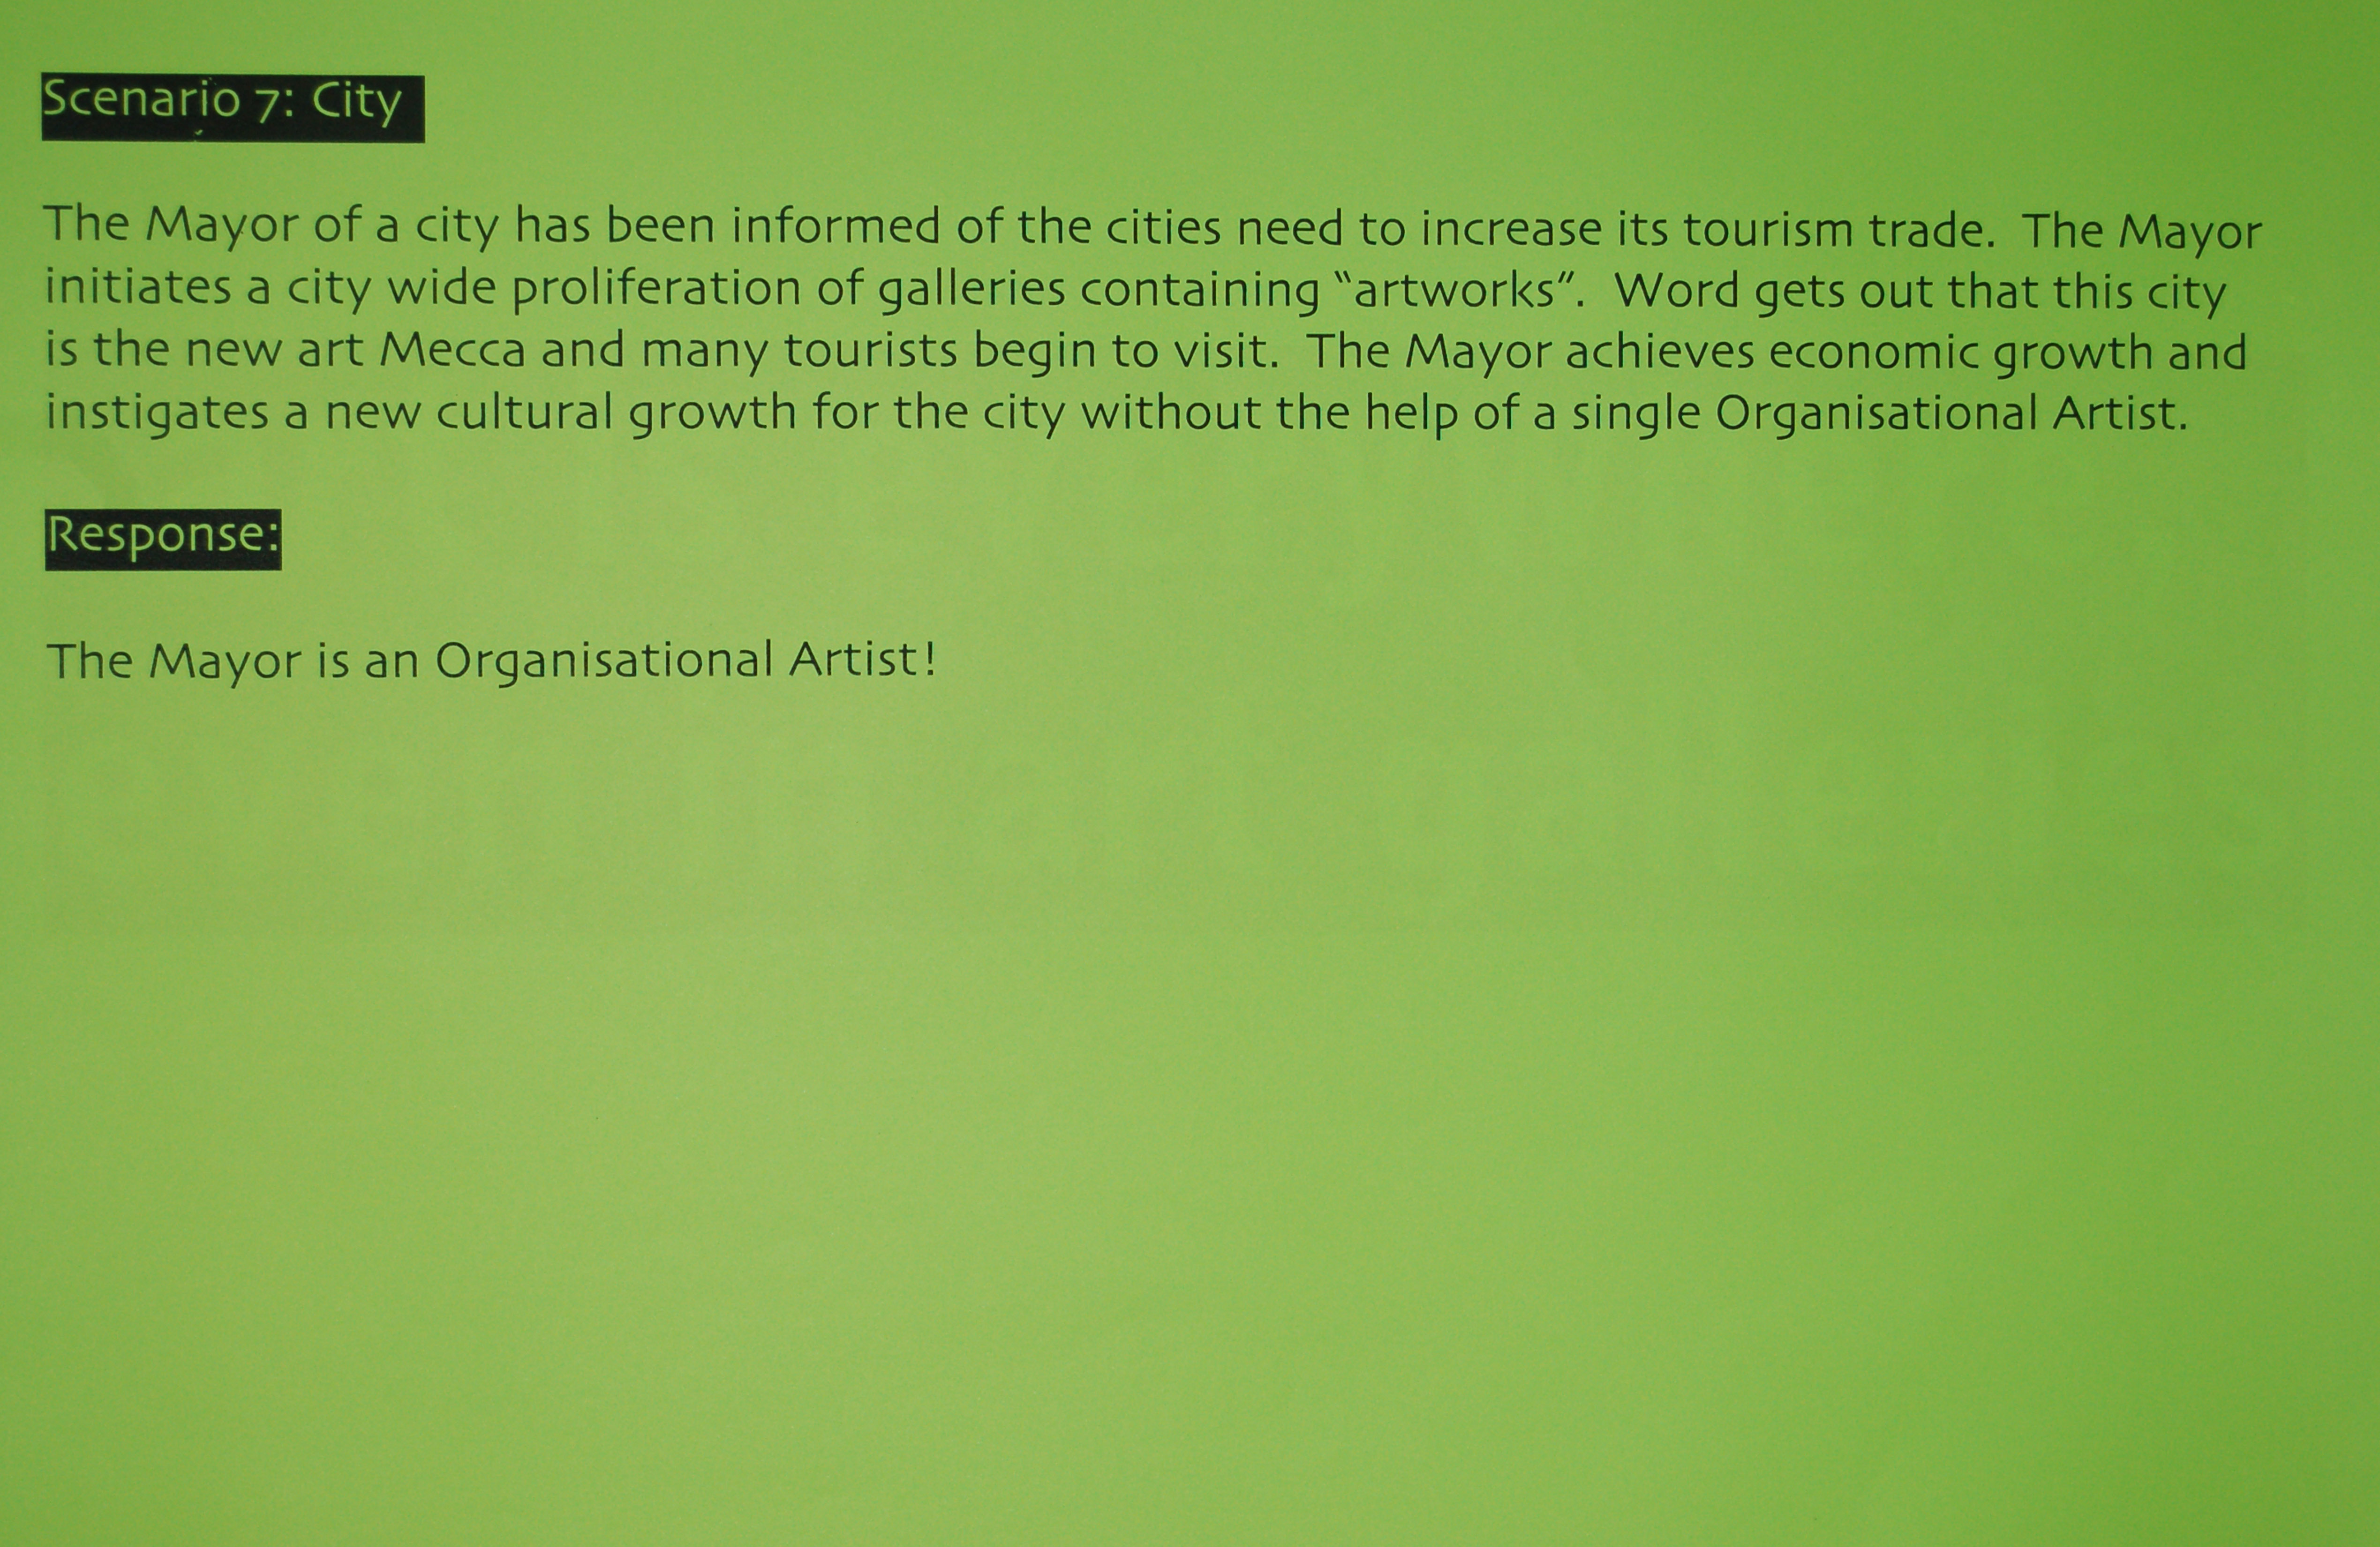 Scenario 7: City
The Mayor of a city has been informed of the cities need to increase its tourism trade.  The Mayor
initiates a city wide proliferation of galleries containing “artworks”.  Word gets out that this city
is the new art Mecca and many tourists begin to visit.  The Mayor achieves economic growth and
instigates a new cultural growth for the city without the help of a single Organisational Artist.
Response:
The Mayor is an Organisational Artist!